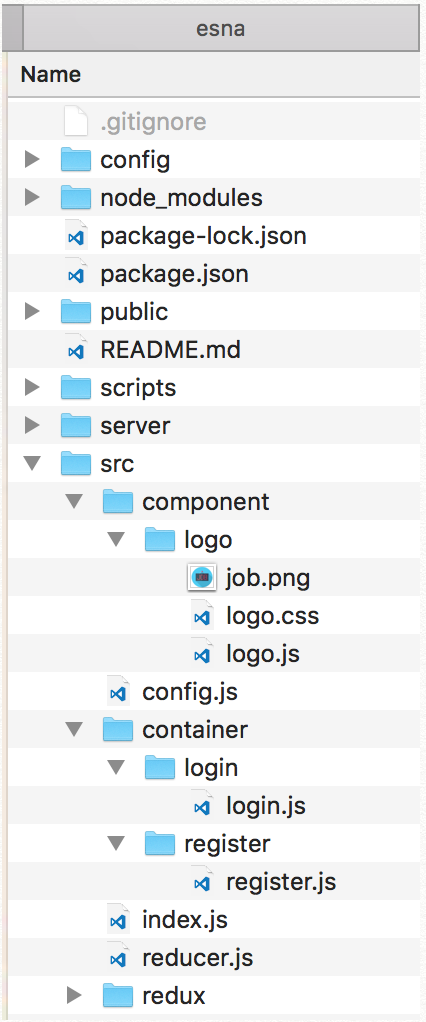 esna
Name
.gitignore
config
node_modules
package-lock.json
package.json
public
README.md
scripts
server
src
component
logo
job.png
logo.css
logo.js
config.js
container
login
login.js
register
register.js
index.js
reducer.js
redux